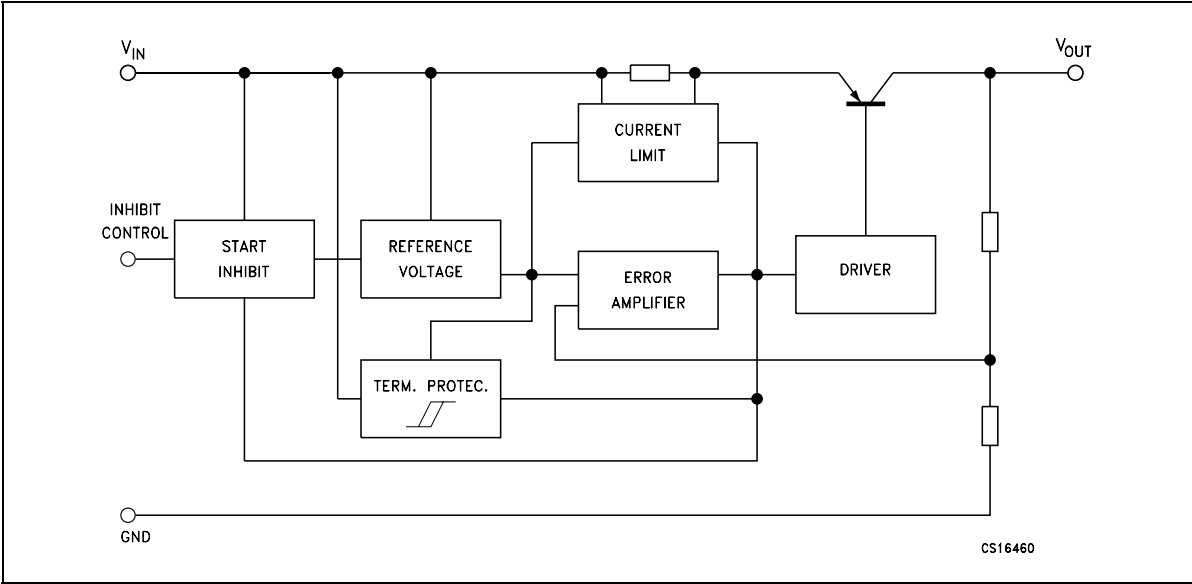 VIN
VOUT
CURRENT
LIMIT
INHIBIT
CONTROL
START
INHIBIT
REFERENCE
VOLTAGE
ERROR
AMPLIFIER
DRIVER
TERM. PROTEC.
GND
CS16460